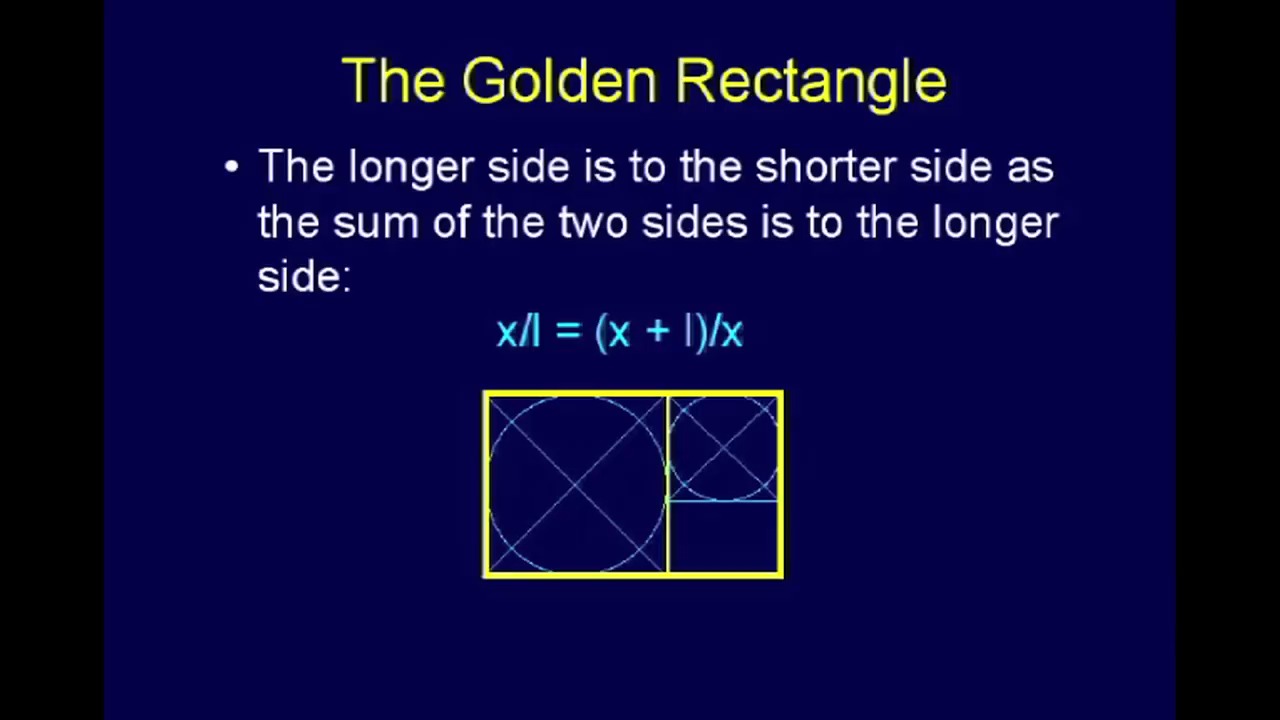 The Golden Rectangle
• The longer side is to the shorter side as
the sum of the two sides is to the longer
side:
x/l = (x + l)/x